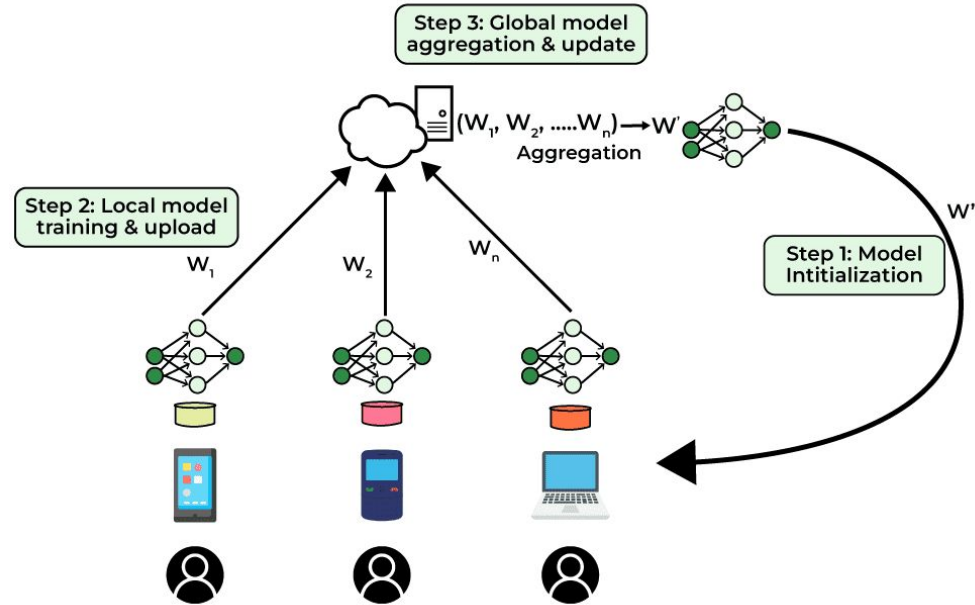 Step 3: Global model
aggregation & update
(W₁, W₂, .....Wₙ) → W'
Aggregation
Step 2: Local model
training & upload
W₁
W₂
Wₙ
W'
Step 1: Model
Intitialization